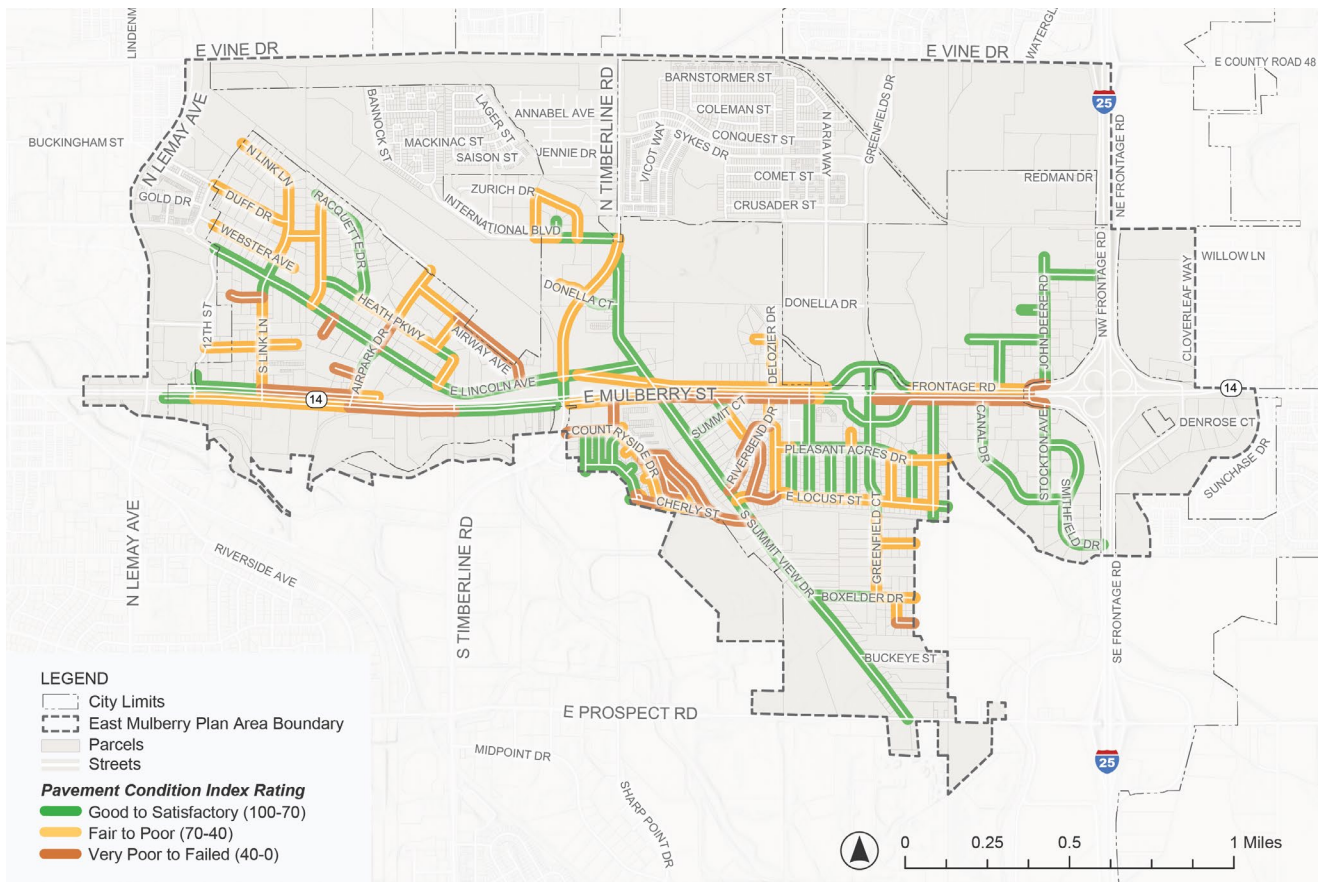 LINDENM
E VINE DR
E VINE DR
WATERGL
E COUNTY ROAD 48
25
BARNSTORMER ST
COLEMAN ST
CONQUEST ST
SYKES DR
COMET ST
CRUSADER ST
VICOT WAY
N ARIA WAY
GREENFIELDS DR
N TIMBERLINE RD
BANNOCK ST
LAGER ST
ANNABEL AVE
MACKINAC ST
SAISON ST
JENNIE DR
ZURICH DR
INTERNATIONAL BLVD
BUCKINGHAM ST
N LEMAY AVE
GOLD DR
N LINK LN
DUFF DR
WEBSTER AVE
RACQUETTE DR
REDMAN DR
NE FRONTAGE RD
NW FRONTAGE RD
WILLOW LN
CLOVERLEAF WAY
JOHN DEERE RD
DONELLA CT
DONELLA DR
DELOZIER DR
HEATH PKWY
AIRWAY AVE
AIRPARK DR
12TH ST
S LINK LN
E LINCOLN AVE
14
E MULBERRY ST
FRONTAGE RD
14
SUMMIT CT
COUNTRYSIDE DR
RIVERBEND DR
PLEASANT ACRES DR
CANAL DR
STOCKTON AVE
SMITHFIELD DR
DENROSE CT
SUNCHASE DR
CHERLY ST
E LOCUST ST
S SUMMIT VIEW DR
GREENFIELD CT
BOXELDER DR
BUCKEYE ST
N LEMAY AVE
RIVERSIDE AVE
S TIMBERLINE RD
SE FRONTAGE RD
E PROSPECT RD
MIDPOINT DR
SHARP POINT DR
25
LEGEND
City Limits
East Mulberry Plan Area Boundary
Parcels
Streets
Pavement Condition Index Rating
Good to Satisfactory (100-70)
Fair to Poor (70-40)
Very Poor to Failed (40-0)
0 0.25 0.5 1 Miles